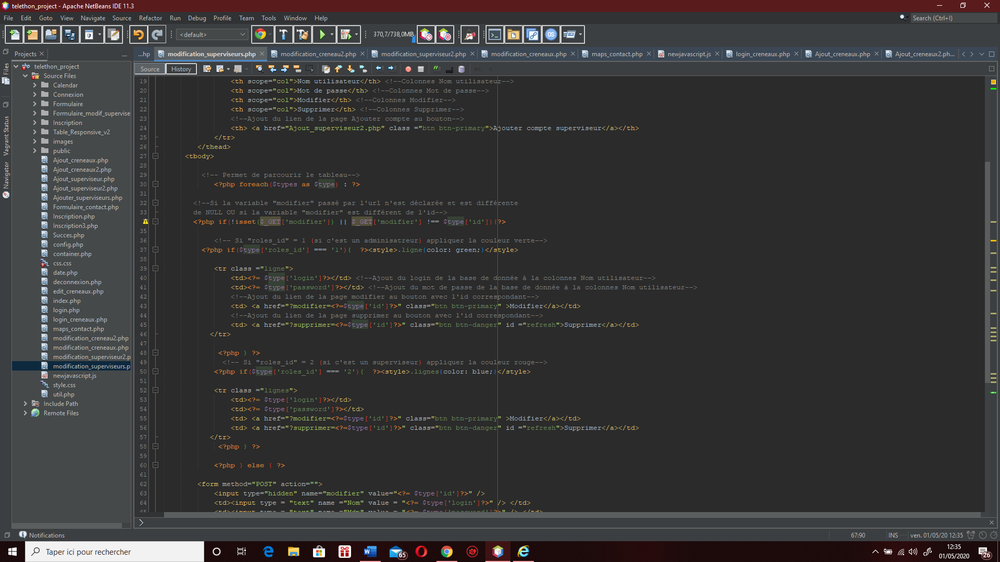 telethon_project - Apache NetBeans IDE 11.3
File Edit Goto View Navigate Source Refactor Run Debug Profile Team Tools Window Help
Search (Ctrl+I)
<default>
370,7/738,0MB
Projects
...hp modification_superviseurs.php modification_creneau2.php modification_superviseur2.php modification_creneaux.php maps_contact.php newjavascript.js login_creneaux.php Ajout_creneaux.php Ajout_creneaux2.ph...
Source History
Files
Vagrant Status
Navigator
telethon_project
Source Files
Calendar
Connexion
Formulaire
Formulaire_modif_supervise
Inscription
Table_Responsive_v2
images
public
Ajout_creneaux.php
Ajout_creneaux2.php
Ajout_superviseur.php
Ajout_superviseur2.php
Ajouter_superviseurs.php
Formulaire_contact.php
Inscription.php
Inscription3.php
Succes.php
config.php
container.php
css.css
date.php
deconnexion.php
edit_creneaux.php
index.php
login.php
login_creneaux.php
maps_contact.php
modification_creneau2.php
modification_creneaux.php
modification_superviseur2.p
modification_superviseurs.p
newjavascript.js
style.css
util.php
Include Path
Remote Files
19 <th scope="col">Nom utilisateur</th> <!--Colonnes Nom utilisateur-->
20 <th scope="col">Mot de passe</th> <!--Colonnes Mot de passe-->
21 <th scope="col">Modifier</th> <!--Colonnes Modifier-->
22 <th scope="col">Supprimer</th> <!--Colonnes Supprimer-->
23 <!--Ajout du lien de la page Ajouter compte au bouton-->
24 <th> <a href="Ajout_superviseur2.php" class ="btn btn-primary">Ajouter compte superviseur</a></th>
25 </tr>
26 </thead>
27 <tbody>
28
29 <!-- Permet de parcourir le tableau-->
30 <?php foreach($types as $type) : ?>
31
32 <!--Si la variable "modifier" passé par l'url n'est déclarée et est différente
33 de NULL OU si la variable "modifier" est différent de l'id-->
<?php if(!isset($_GET['modifier']) || $_GET['modifier'] !== $type['id']){?>
35
36 <!-- Si "roles_id" = 1 (si c'est un adminisatreur) appliquer la couleur verte-->
37 <?php if($type['roles_id'] === '1'){  ?><style>.ligne{color: green;}</style>
38
39 <tr class ="ligne">
40 <td><?= $type['login']?></td> <!--Ajout du login de la base de donnée à la colonnes Nom utilisateur-->
41 <td><?= $type['password']?></td> <!--Ajout du mot de passe de la base de donnée à la colonnes Nom utilisateur-->
42 <!--Ajout du lien de la page modifier au bouton avec l'id correspondant-->
43 <td> <a href="?modifier=<?=$type['id']?>" class="btn btn-primary" >Modifier</a></td>
44 <!--Ajout du lien de la page supprimer au bouton avec l'id correspondant-->
45 <td> <a href="?supprimer=<?=$type['id']?>" class="btn btn-danger" id ="refresh">Supprimer</a></td>
46 </tr>
47
48 <?php } ?>
49 <!-- Si "roles_id" = 2 (si c'est un superviseur) appliquer la couleur rouge-->
50 <?php if($type['roles_id'] === '2'){  ?><style>.lignes{color: blue;}</style>
51
52 <tr class ="lignes">
53 <td><?= $type['login']?></td>
54 <td><?= $type['password']?></td>
55 <td> <a href="?modifier=<?=$type['id']?>" class="btn btn-primary" >Modifier</a></td>
56 <td> <a href="?supprimer=<?=$type['id']?>" class="btn btn-danger" id ="refresh">Supprimer</a></td>
57 </tr>
58 <?php } ?>
59
60 <?php } else { ?>
61
62 <form method="POST" action="">
63 <input type="hidden" name="modifier" value="<?= $type['id']?>" />
64 <td><input type = "text" name ="Nom" value = "<?= $type['login']?>" /> </td>
65 <td><input type = "text" name ="Mdp" value = "<?= $type['password']?>" /> </td>
Notifications
67:90 INS ven. 01/05/20 12:35
Taper ici pour rechercher
65
12:35
01/05/2020
26